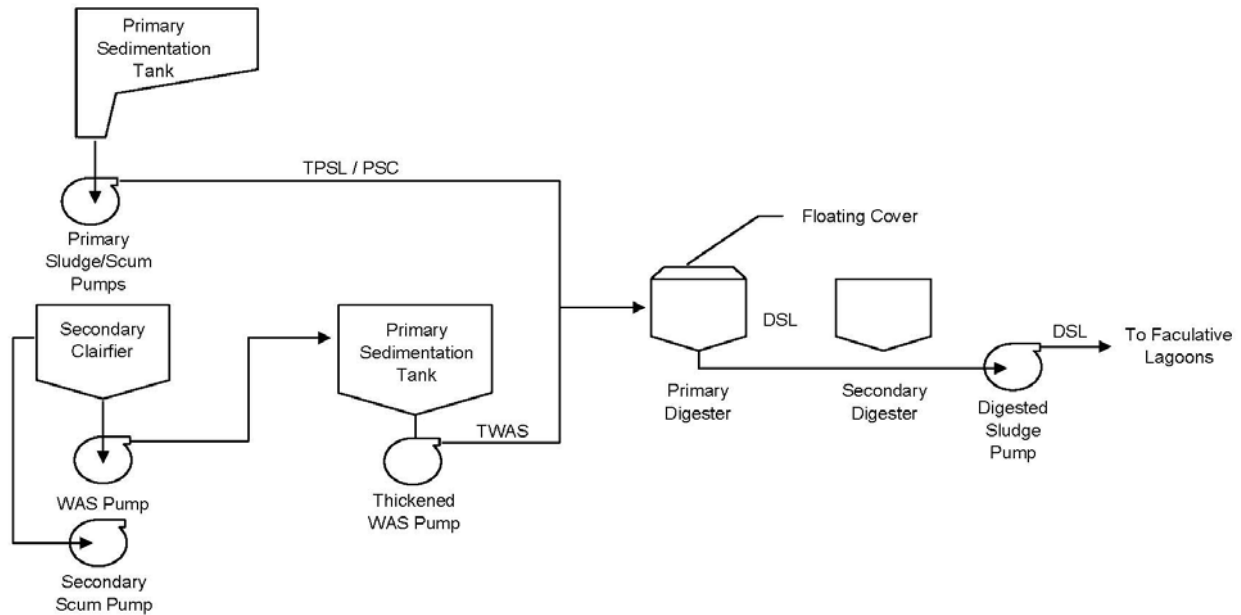 Primary
Sedimentation
Tank
TPSL / PSC
Primary
Sludge/Scum
Pumps
Floating Cover
Secondary
Clairfier
Primary
Sedimentation
Tank
DSL
DSL
To Faculative
Lagoons
Primary
Digester
Secondary
Digester
Digested
Sludge
Pump
TWAS
WAS Pump
Thickened
WAS Pump
Secondary
Scum Pump